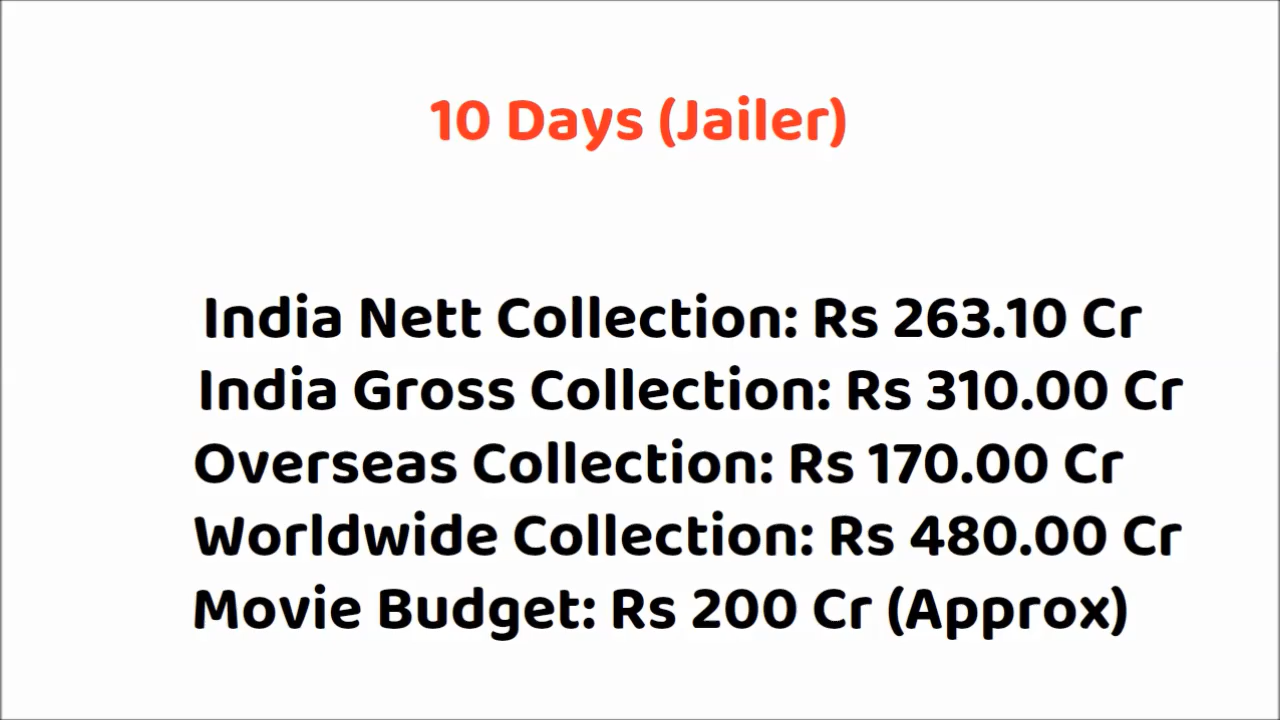 10 Days (Jailer)
India Nett Collection: Rs 263.10 Cr
India Gross Collection: Rs 310.00 Cr
Overseas Collection: Rs 170.00 Cr
Worldwide Collection: Rs 480.00 Cr
Movie Budget: Rs 200 Cr (Approx)